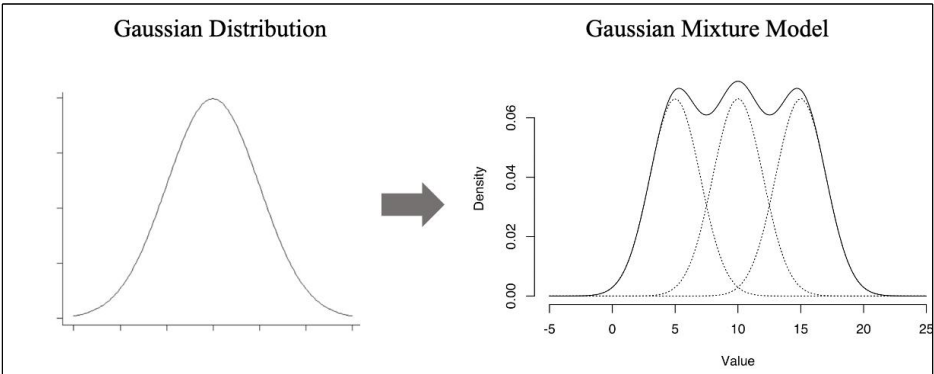 Gaussian Distribution
Gaussian Mixture Model
Density
0.06
0.04
0.02
0.00
-5 0 5 10 15 20 25
Value